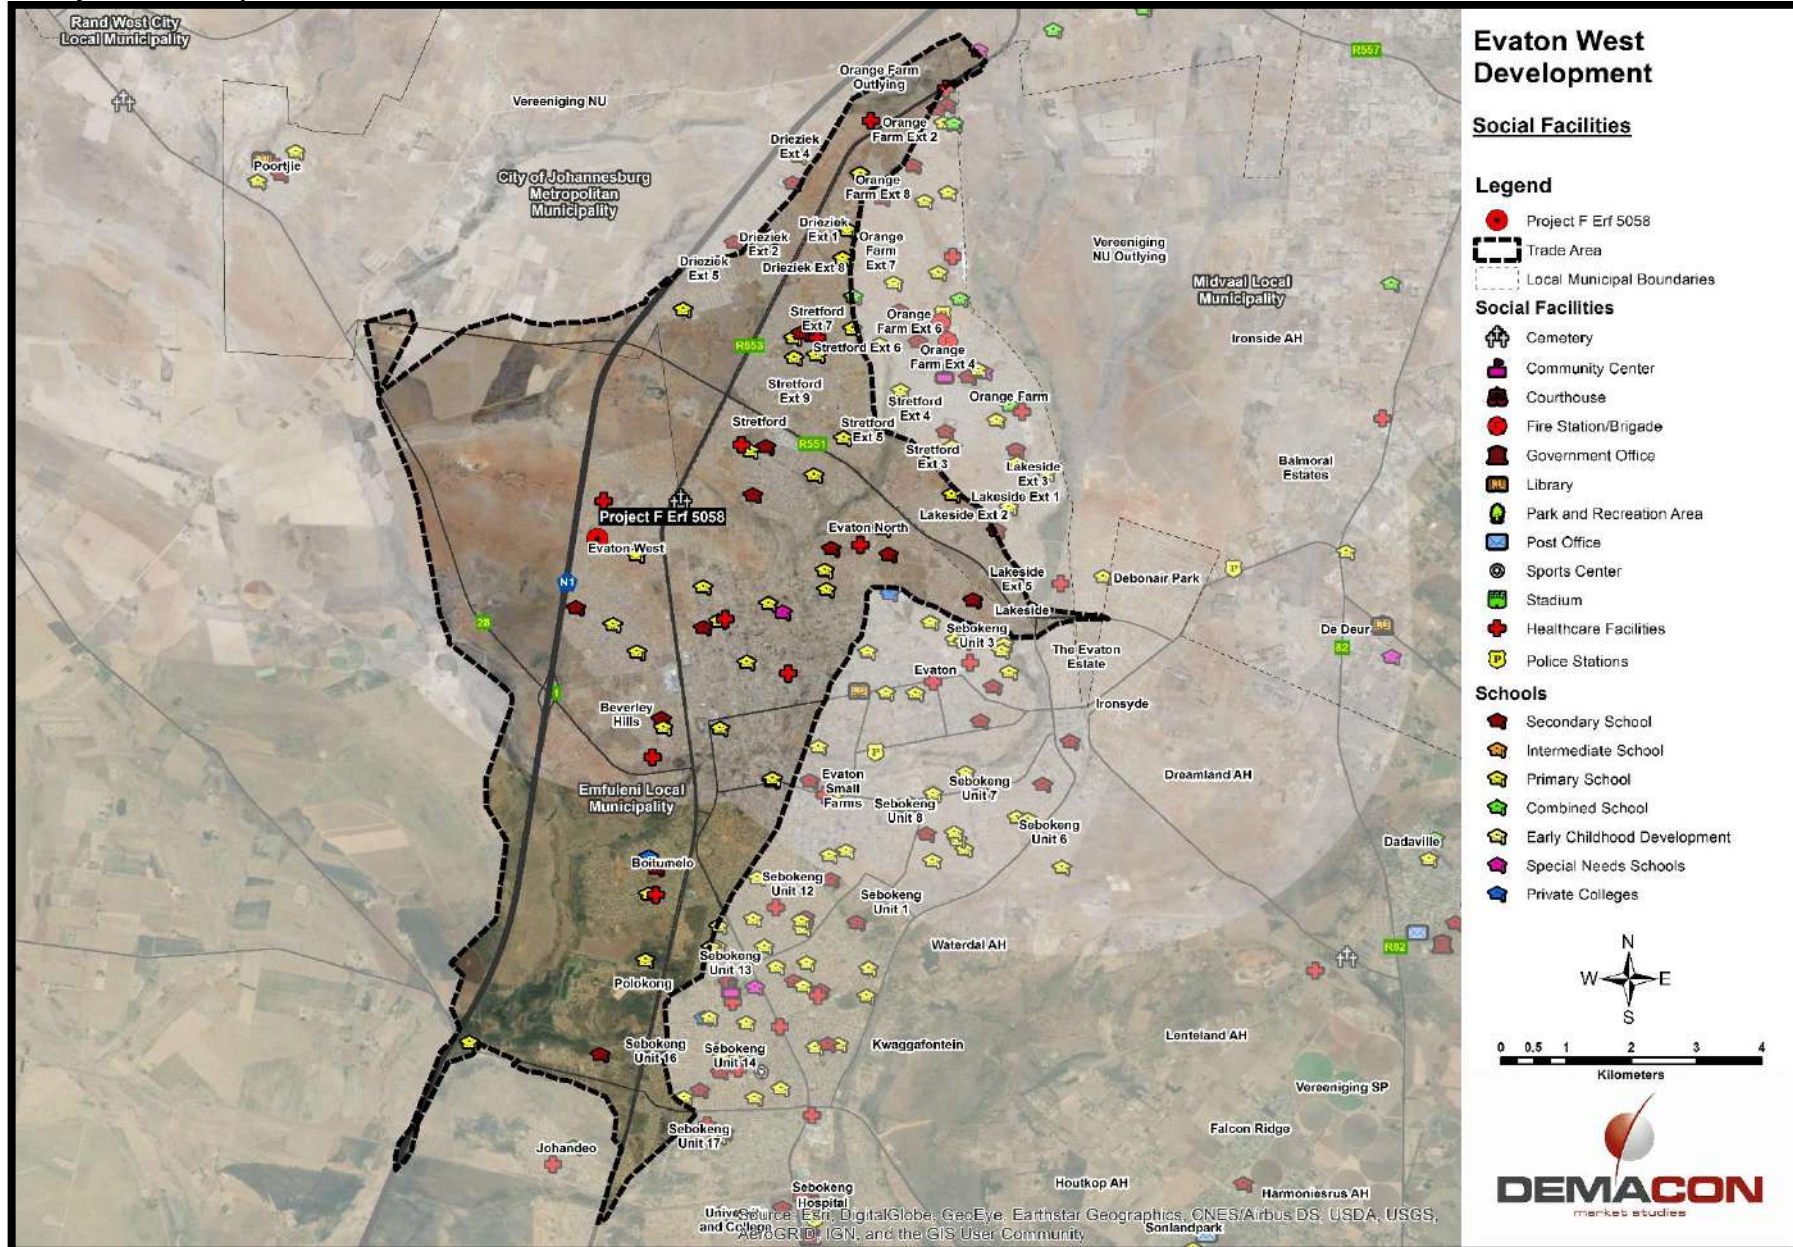 Rand West City
Local Municipality
Vereeniging NU
Poortjie
City of Johannesburg
Metropolitan
Municipality
Orange Farm
Outlying
Orange
Farm Ext 2
Drieziek
Ext 4
Orange
Farm Ext 8
Drieziek
Ext 1
Drieziek
Ext 2
Orange
Farm
Ext 7
Drieziek
Ext 5
Drieziek Ext 8
Vereeniging
NU Outlying
R557
Midvaal Local
Municipality
Ironside AH
Stretford
Ext 7
Orange
Farm Ext 6
R553
Stretford Ext 6
Orange
Farm Ext 4
Stretford
Ext 9
Stretford
Ext 4
Orange Farm
Stretford
R551
Stretford
Ext 5
Stretford
Ext 3
Lakeside
Ext 3
Balmoral
Estates
Lakeside Ext 1
Lakeside Ext 2
Project F Erf 5058
Evaton West
Evaton North
N1
Lakeside
Ext 5
Debonair Park
P
Lakeside
28
Sebokeng
Unit 3
The Evaton
Estate
De Deur
82
Evaton
1
Beverley
Hills
Ironsyde
P
Evaton
Small
Farms
Sebokeng
Unit 7
Dreamland AH
Emfuleni Local
Municipality
Sebokeng
Unit 8
Sebokeng
Unit 6
Dadaville
Boitumelo
Sebokeng
Unit 12
Sebokeng
Unit 1
Waterdal AH
R82
Sebokeng
Unit 13
Polokong
Sebokeng
Unit 16
Sebokeng
Unit 14
Kwaggafontein
Lenteland AH
Vereeniging SP
Sebokeng
Unit 17
Johandeo
Falcon Ridge
Sebokeng
Hospital
Houtkop AH
Harmoniesrus AH
and College
Sonlandpark
Source: Esri, DigitalGlobe, GeoEye, Earthstar Geographics, CNES/Airbus DS, USDA, USGS,
AeroGRID, IGN, and the GIS User Community
Evaton West
Development
Social Facilities
Legend
Project F Erf 5058
Trade Area
Local Municipal Boundaries
Social Facilities
Cemetery
Community Center
Courthouse
Fire Station/Brigade
Government Office
Library
Park and Recreation Area
Post Office
Sports Center
Stadium
Healthcare Facilities
P
Police Stations
Schools
Secondary School
Intermediate School
Primary School
Combined School
Early Childhood Development
Special Needs Schools
Private Colleges
N
W E
S
0 0.5 1 2 3 4
Kilometers
DEMACON
market studies